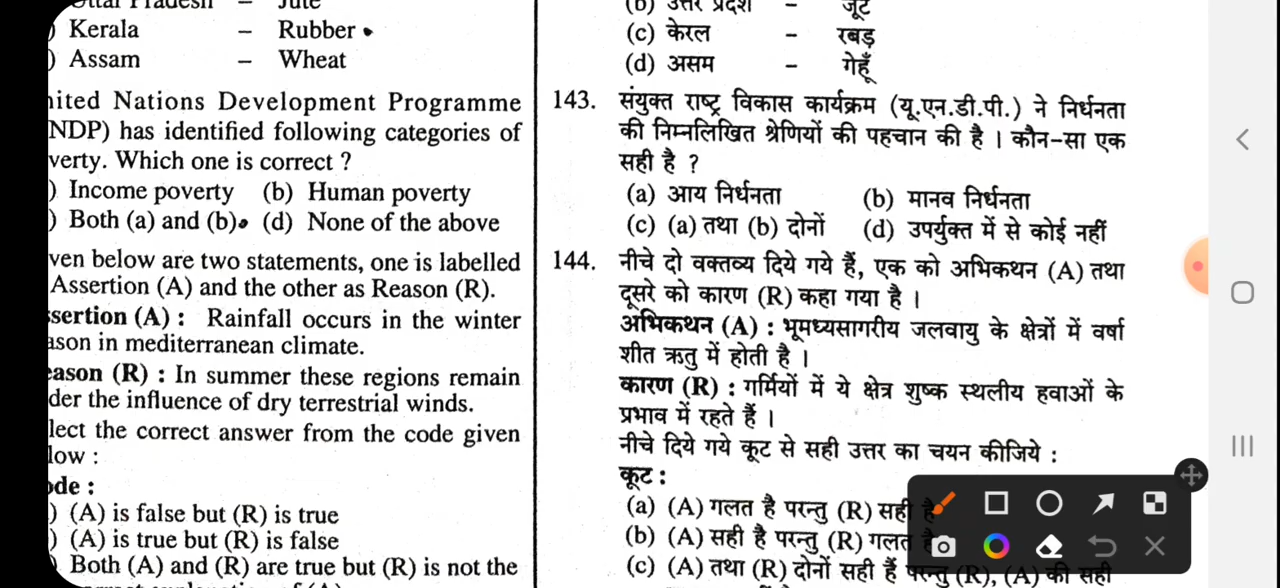 Kerala – Rubber
Assam – Wheat
nited Nations Development Programme
NDP) has identified following categories of
verty. Which one is correct ?
) Income poverty (b) Human poverty
) Both (a) and (b) (d) None of the above
ven below are two statements, one is labelled
Assertion (A) and the other as Reason (R).
sertion (A) : Rainfall occurs in the winter
ason in mediterranean climate.
eason (R) : In summer these regions remain
der the influence of dry terrestrial winds.
lect the correct answer from the code given
low :
ode :
) (A) is false but (R) is true
) (A) is true but (R) is false
Both (A) and (R) are true but (R) is not the
(b) उत्तर प्रदेश – जूट
(c) केरल – रबड़
(d) असम – गेहूँ
143. संयुक्त राष्ट्र विकास कार्यक्रम (यू.एन.डी.पी.) ने निर्धनता
की निम्नलिखित श्रेणियों की पहचान की है । कौन-सा एक
सही है ?
(a) आय निर्धनता (b) मानव निर्धनता
(c) (a) तथा (b) दोनों (d) उपर्युक्त में से कोई नहीं
144. नीचे दो वक्तव्य दिये गये हैं, एक को अभिकथन (A) तथा
दूसरे को कारण (R) कहा गया है ।
अभिकथन (A) : भूमध्यसागरीय जलवायु के क्षेत्रों में वर्षा
शीत ऋतु में होती है ।
कारण (R) : गर्मियों में ये क्षेत्र शुष्क स्थलीय हवाओं के
प्रभाव में रहते हैं ।
नीचे दिये गये कूट से सही उत्तर का चयन कीजिये :
कूट :
(a) (A) गलत है परन्तु (R) सही है
(b) (A) सही है परन्तु (R) गलत है
(c) (A) तथा (R) दोनों सही हैं परन्तु (R), (A) की सही